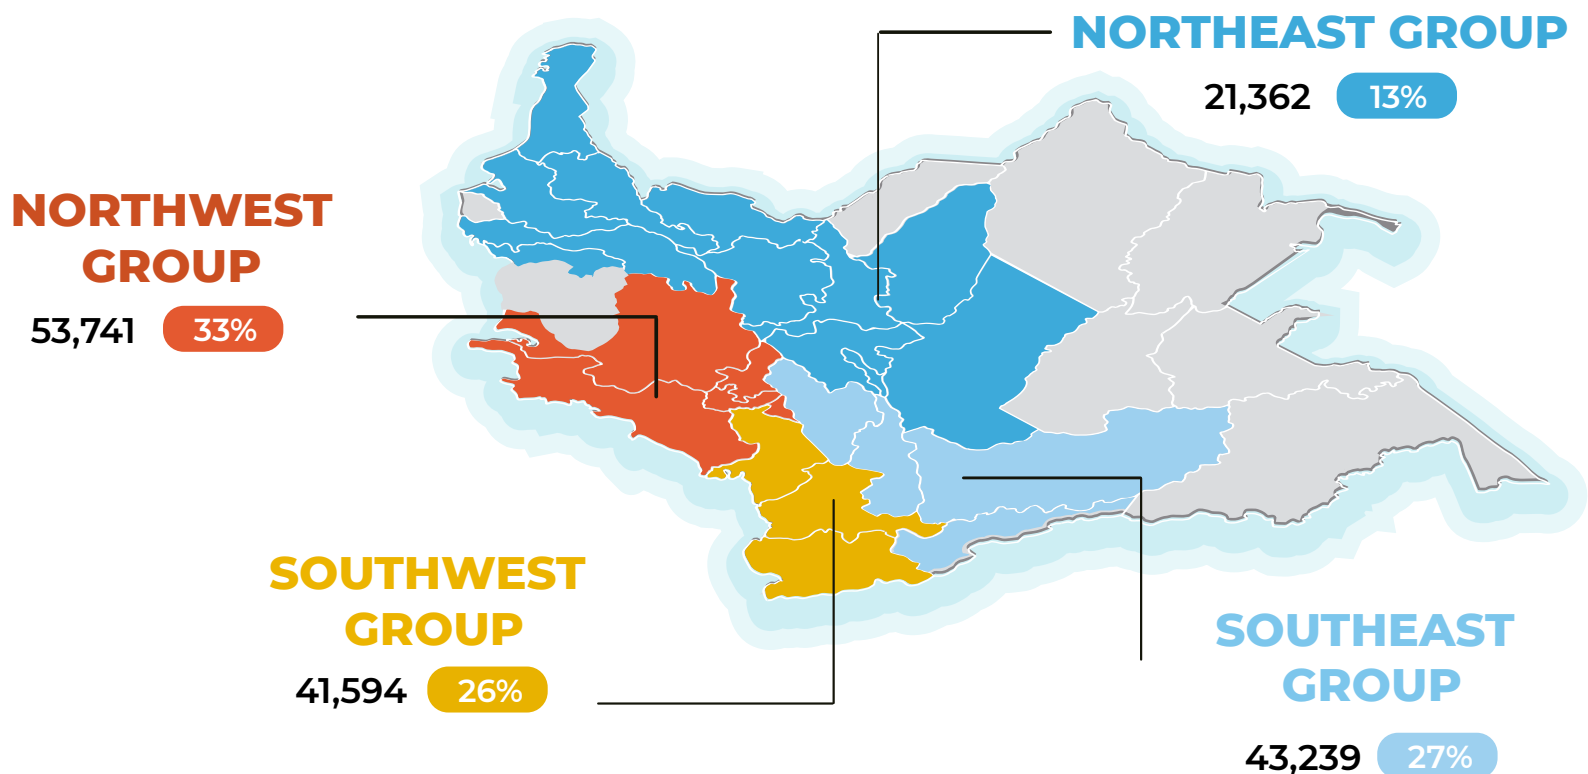 NORTHEAST GROUP
21,362 13%
NORTHWEST
GROUP
53,741 33%
SOUTHWEST
GROUP
41,594 26%
SOUTHEAST
GROUP
43,239 27%